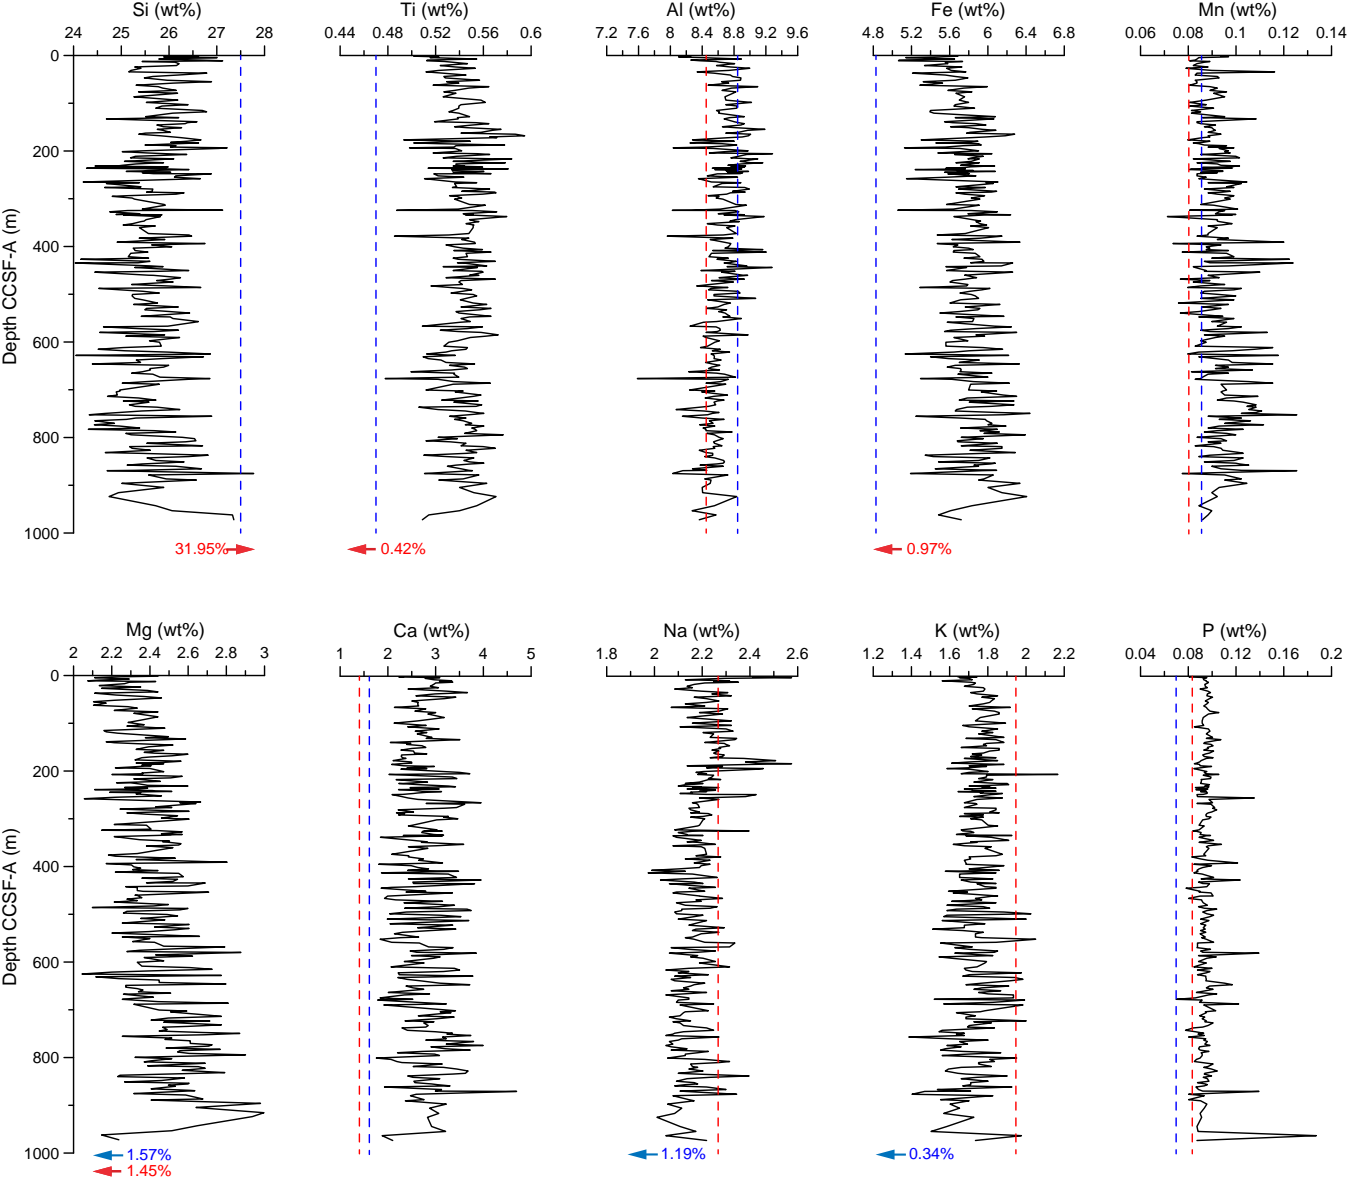 Si (wt%) Ti (wt%) Al (wt%) Fe (wt%) Mn (wt%)
24 25 26 27 28 0.44 0.48 0.52 0.56 0.6 7.2 7.6 8 8.4 8.8 9.2 9.6 4.8 5.2 5.6 6 6.4 6.8 0.06 0.08 0.1 0.12 0.14
0
200
400
600
800
1000
Depth CCSF-A (m)
31.95% 0.42% 0.97%
Mg (wt%) Ca (wt%) Na (wt%) K (wt%) P (wt%)
2 2.2 2.4 2.6 2.8 3 1 2 3 4 5 1.8 2 2.2 2.4 2.6 1.2 1.4 1.6 1.8 2 2.2 0.04 0.08 0.12 0.16 0.2
0
200
400
600
800
1000
Depth CCSF-A (m)
1.57% 1.19% 0.34%
1.45%